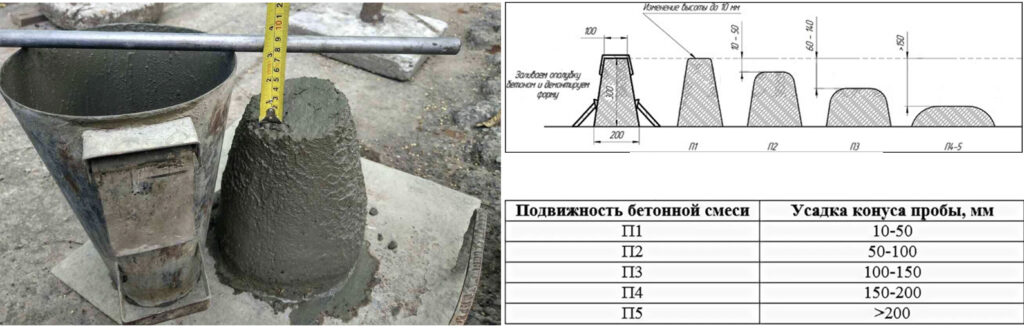 Изменение высоты до 10 мм
100
10 - 50
60 - 140
>150
Заливаем опалубку
бетоном и демонтируем
форму
300
200
П1
П2
П3
П4-5
Подвижность бетонной смеси
Усадка конуса пробы, мм
П1
10-50
П2
50-100
П3
100-150
П4
150-200
П5
>200